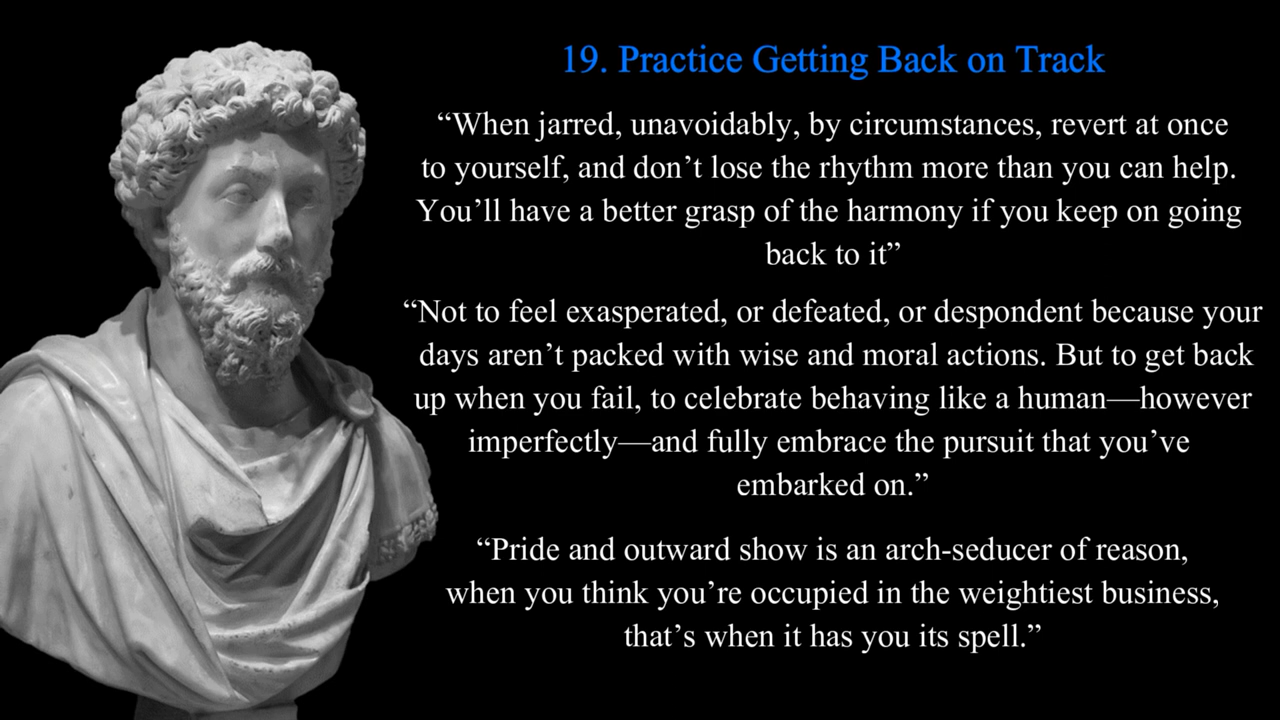 19. Practice Getting Back on Track
“When jarred, unavoidably, by circumstances, revert at once
to yourself, and don’t lose the rhythm more than you can help.
You’ll have a better grasp of the harmony if you keep on going
back to it”
“Not to feel exasperated, or defeated, or despondent because your
days aren’t packed with wise and moral actions. But to get back
up when you fail, to celebrate behaving like a human—however
imperfectly—and fully embrace the pursuit that you’ve
embarked on.”
“Pride and outward show is an arch-seducer of reason,
when you think you’re occupied in the weightiest business,
that’s when it has you its spell.”